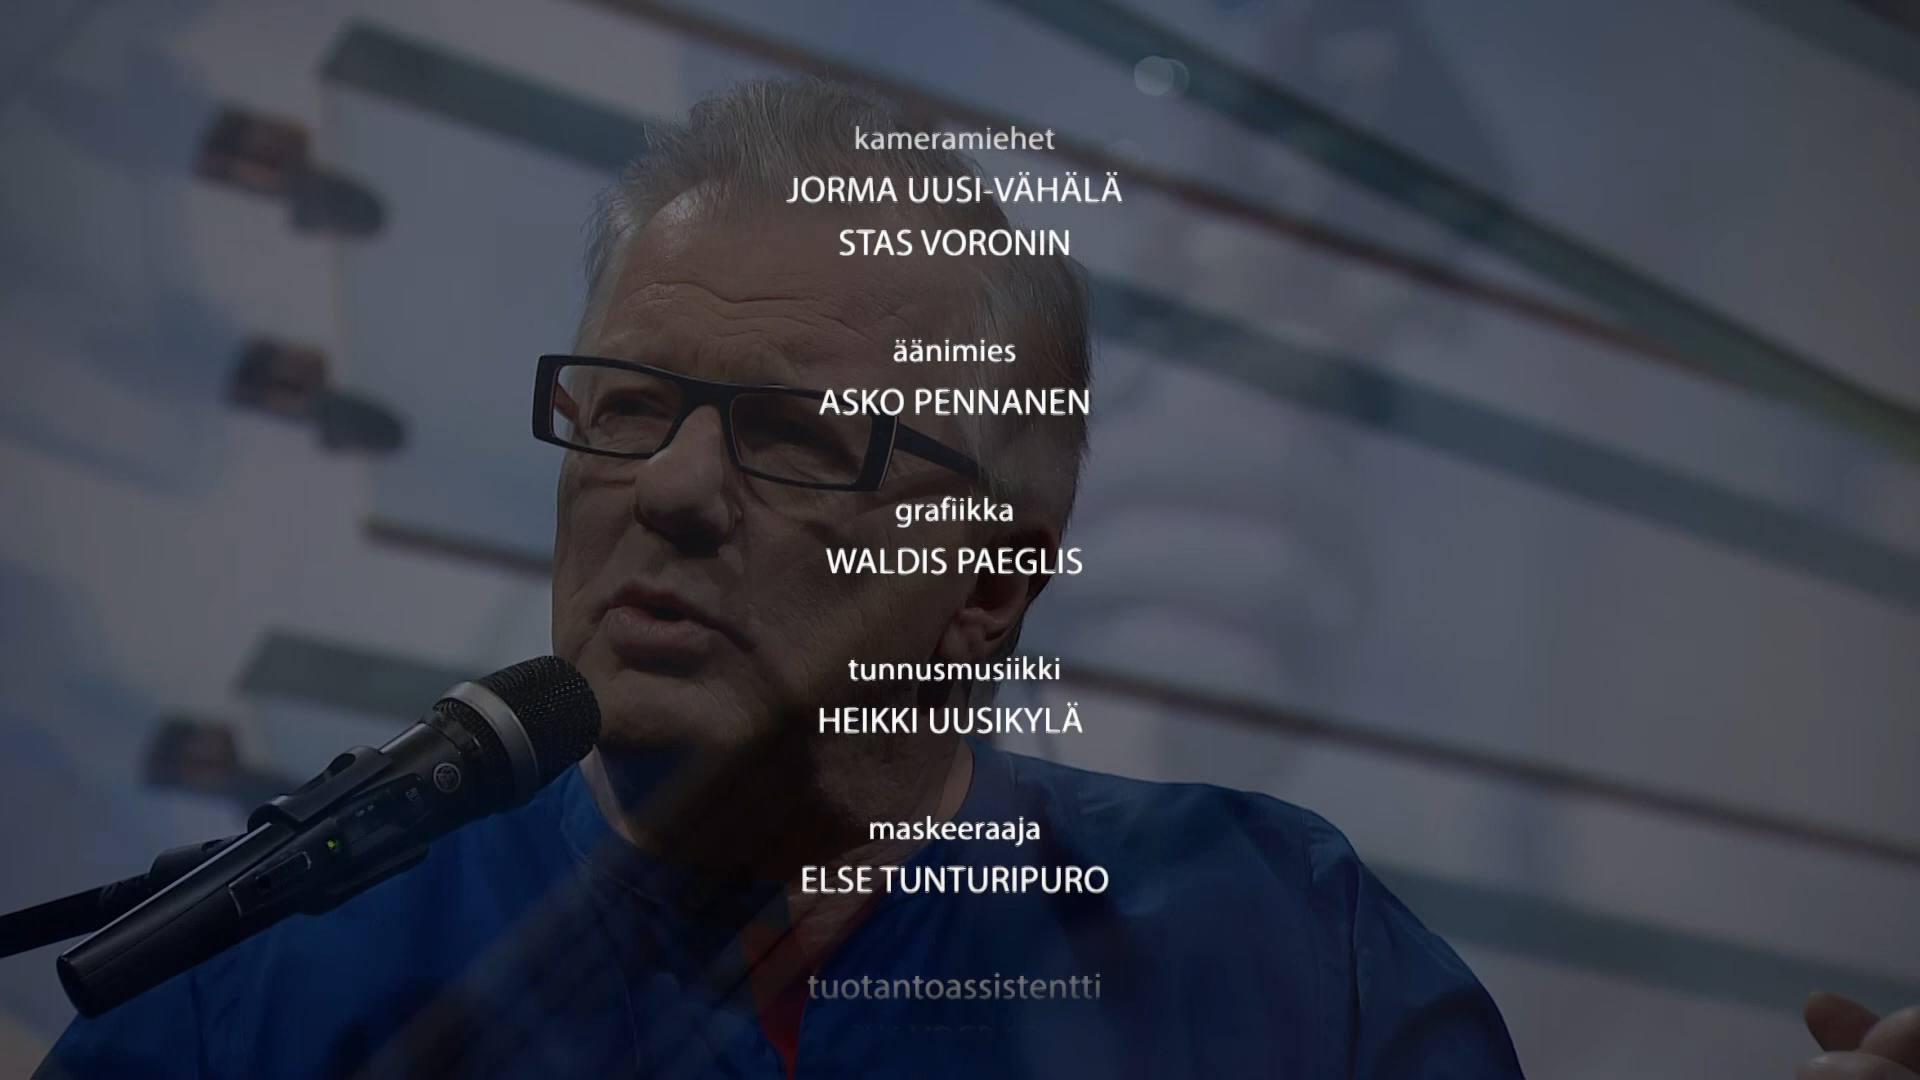 kameramiehet
JORMA UUSI-VÄHÄLÄ
STAS VORONIN
äänimies
ASKO PENNANEN
grafiikka
WALDIS PAEGLIS
tunnusmusiikki
HEIKKI UUSIKYLÄ
maskeeraaja
ELSE TUNTURIPURO
tuotantoassistentti